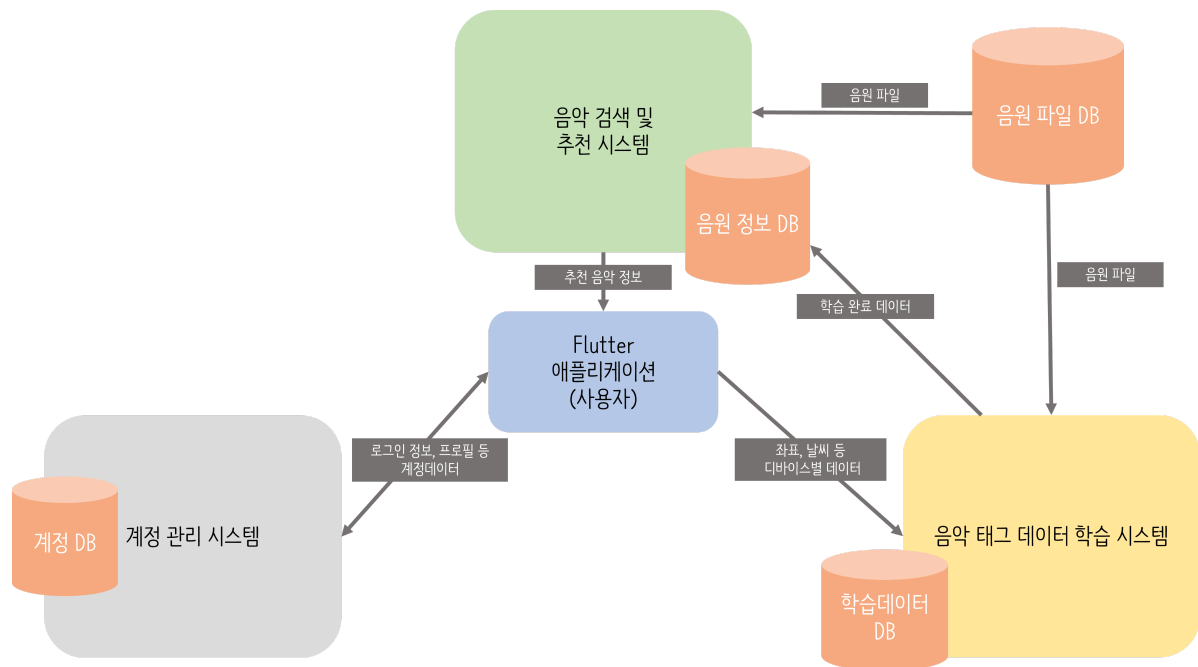 음악 검색 및
추천 시스템
음원 파일
음원 파일 DB
음원 정보 DB
추천 음악 정보
음원 파일
학습 완료 데이터
Flutter
애플리케이션
(사용자)
로그인 정보, 프로필 등
계정데이터
좌표, 날씨 등
디바이스별 데이터
계정 DB
계정 관리 시스템
음악 태그 데이터 학습 시스템
학습데이터
DB